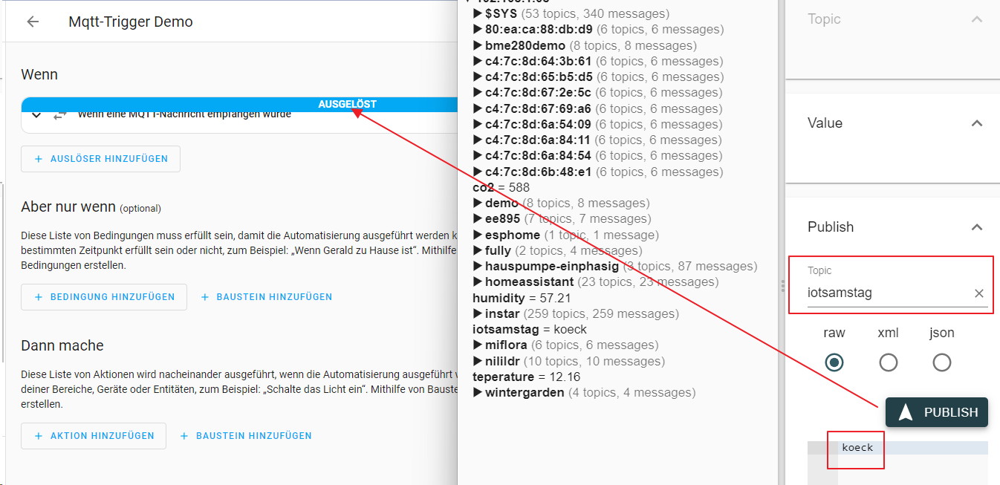 Mqtt-Trigger Demo
Wenn
AUSGELÖST
Wenn eine MQTT-Nachricht empfangen wurde
AUSLÖSER HINZUFÜGEN
Aber nur wenn (optional)
Diese Liste von Bedingungen muss erfüllt sein, damit die Automatisierung ausgeführt werden k
bestimmten Zeitpunkt erfüllt sein oder nicht, zum Beispiel: „Wenn Gerald zu Hause ist“. Mithilfe
Bedingungen erstellen.
BEDINGUNG HINZUFÜGEN
BAUSTEIN HINZUFÜGEN
Dann mache
Diese Liste von Aktionen wird nacheinander ausgeführt, wenn die Automatisierung ausgeführt w
deiner Bereiche, Geräte oder Entitäten, zum Beispiel: „Schalte das Licht ein“. Mithilfe von Bauste
erstellen.
AKTION HINZUFÜGEN
BAUSTEIN HINZUFÜGEN
$SYS (53 topics, 340 messages)
80:ea:ca:88:db:d9 (6 topics, 6 messages)
bme280demo (8 topics, 8 messages)
c4:7c:8d:64:3b:61 (6 topics, 6 messages)
c4:7c:8d:65:b5:d5 (6 topics, 6 messages)
c4:7c:8d:67:2e:5c (6 topics, 6 messages)
c4:7c:8d:67:69:a6 (6 topics, 6 messages)
c4:7c:8d:6a:54:09 (6 topics, 6 messages)
c4:7c:8d:6a:84:11 (6 topics, 6 messages)
c4:7c:8d:6a:84:54 (6 topics, 6 messages)
c4:7c:8d:6b:48:e1 (6 topics, 6 messages)
co2 = 588
demo (8 topics, 8 messages)
ee895 (7 topics, 7 messages)
esphome (1 topic, 1 message)
fully (2 topics, 4 messages)
hauspumpe-einphasig (3 topics, 87 messages)
homeassistant (23 topics, 23 messages)
humidity = 57.21
instar (259 topics, 259 messages)
iotsamstag = koeck
miflora (6 topics, 6 messages)
nilildr (10 topics, 10 messages)
teperature = 12.16
wintergarden (4 topics, 4 messages)
Topic
Value
Publish
Topic
iotsamstag
raw xml json
PUBLISH
koeck